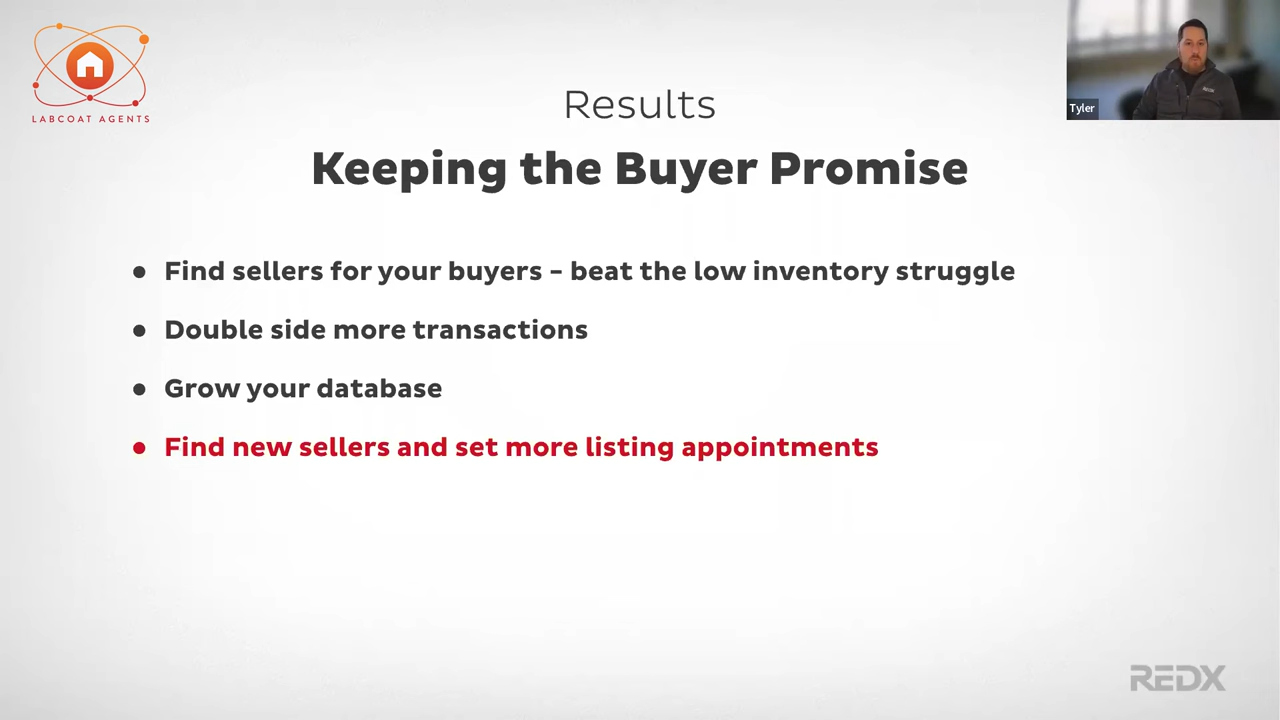 LABCOAT AGENTS
Tyler
REDX
Results
Keeping the Buyer Promise
• Find sellers for your buyers – beat the low inventory struggle
• Double side more transactions
• Grow your database
• Find new sellers and set more listing appointments
REDX